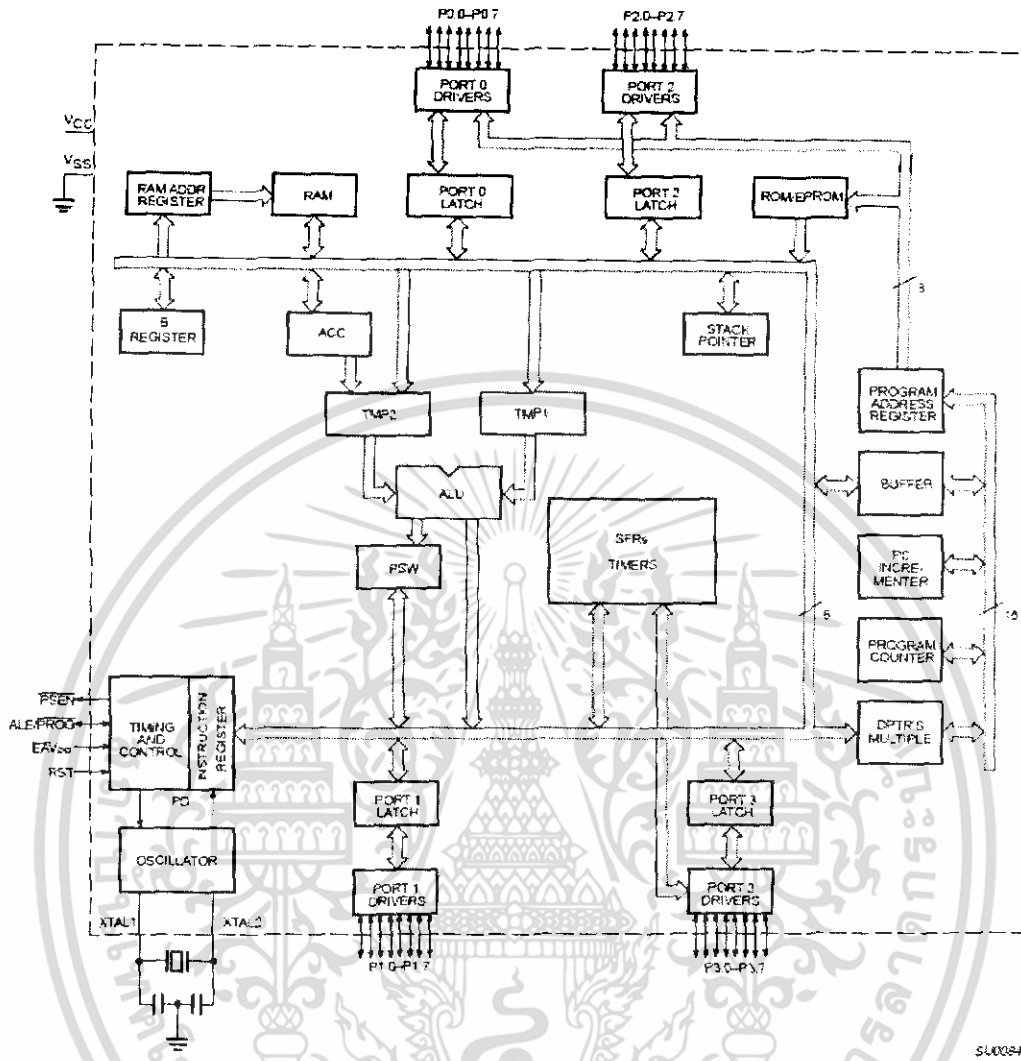 P0.0–P0.7
P2.0–P2.7
PORT 0
DRIVERS
PORT 2
DRIVERS
VCC
VSS
RAM ADDR
REGISTER
RAM
PORT 0
LATCH
PORT 2
LATCH
ROM/EPROM
8
B
REGISTER
ACC
STACK
POINTER
TMP2
TMP1
PROGRAM
ADDRESS
REGISTER
ALU
BUFFER
SFRs
TIMERS
PSW
PC
INCRE-
MENTER
8
16
PROGRAM
COUNTER
PSEN
ALE/PROG
EAVPP
RST
TIMING
AND
CONTROL
INSTRUCTION
REGISTER
DPTR'S
MULTIPLE
PD
PORT 1
LATCH
PORT 3
LATCH
OSCILLATOR
PORT 1
DRIVERS
PORT 3
DRIVERS
XTAL1
XTAL2
P1.0–P1.7
P3.0–P3.7